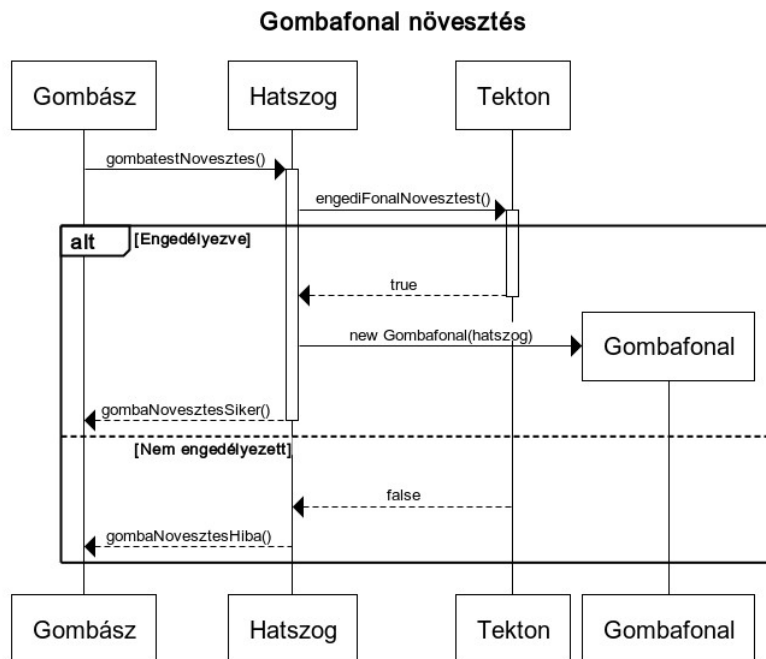 Gombafonal növesztés
Gombász
Hatszog
Tekton
gombatestNovesztes()
engediFonalNovesztest()
alt
[Engedélyezve]
true
new Gombafonal(hatszog)
Gombafonal
gombaNovesztesSiker()
[Nem engedélyezett]
false
gombaNovesztesHiba()
Gombász
Hatszog
Tekton
Gombafonal